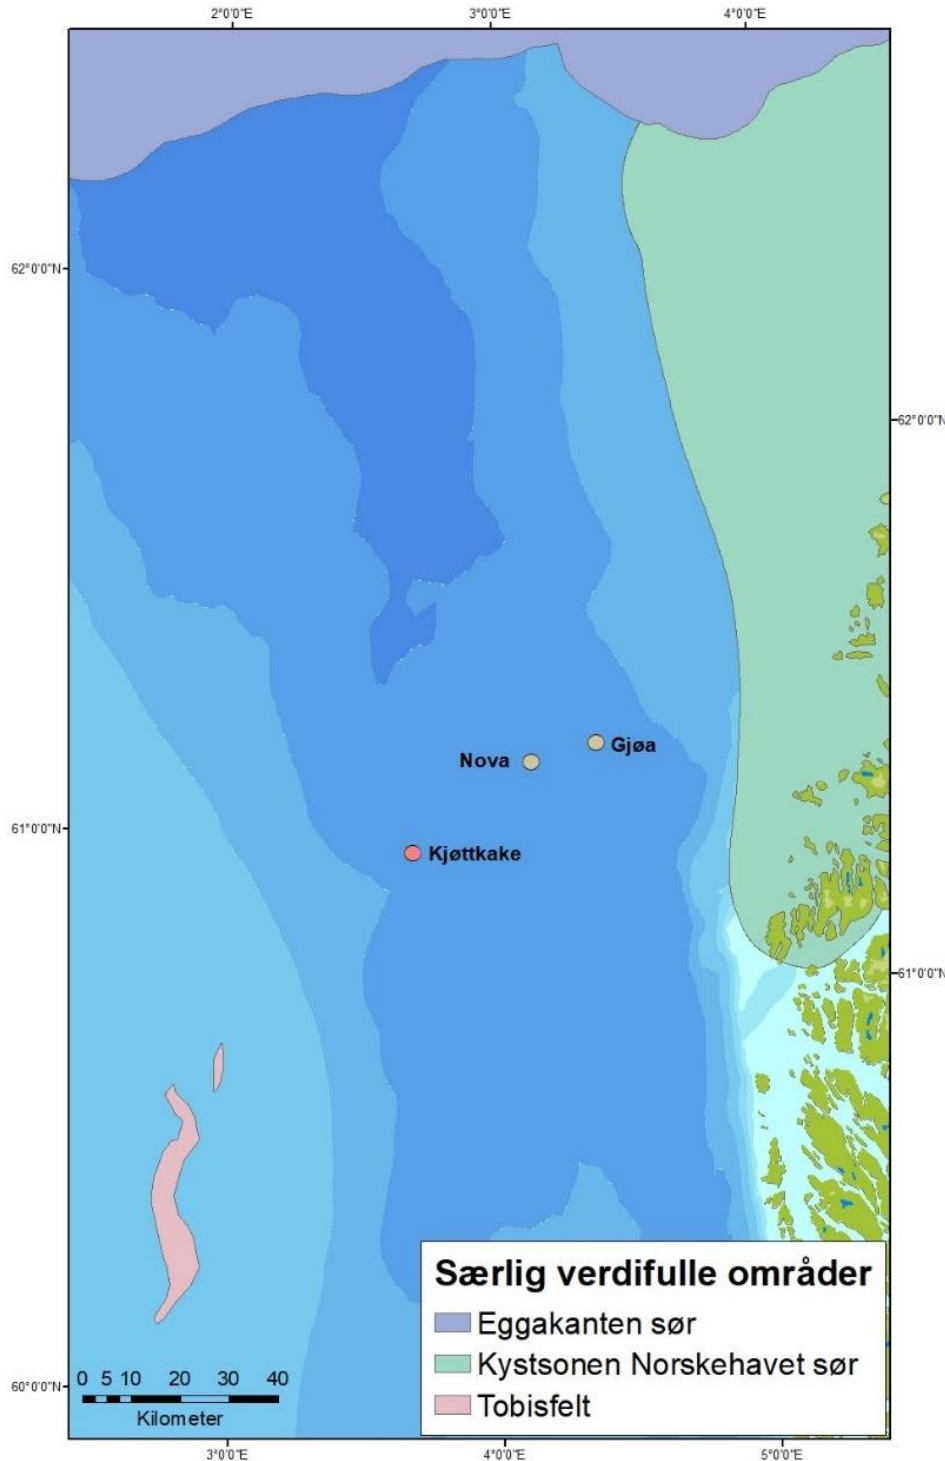 2°0'0"E
3°0'0"E
4°0'0"E
62°0'0"N
62°0'0"N
Gjøa
Nova
61°0'0"N
Kjøttkake
61°0'0"N
Særlig verdifulle områder
Eggakanten sør
Kystsonen Norskehavet sør
Tobisfelt
0 5 10 20 30 40
Kilometer
60°0'0"N
3°0'0"E
4°0'0"E
5°0'0"E